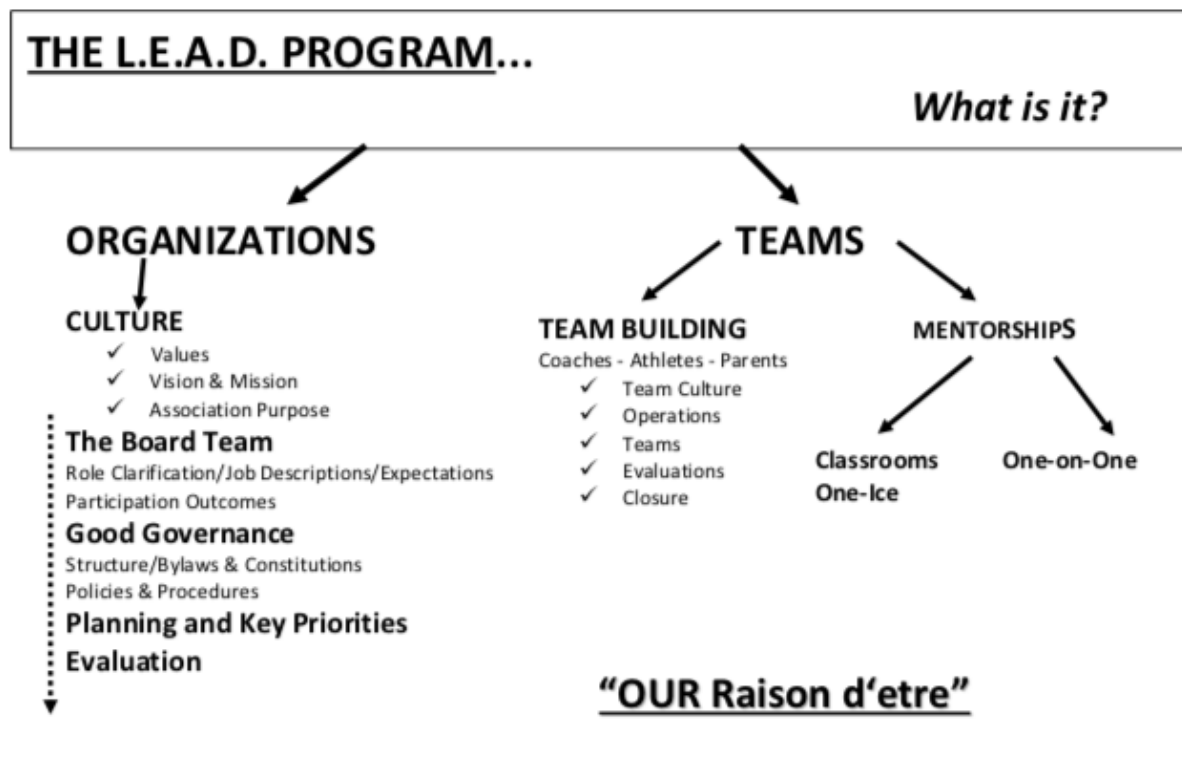 THE L.E.A.D. PROGRAM...
What is it?
ORGANIZATIONS
CULTURE
✓ Values
✓ Vision & Mission
✓ Association Purpose
The Board Team
Role Clarification/Job Descriptions/Expectations
Participation Outcomes
Good Governance
Structure/Bylaws & Constitutions
Policies & Procedures
Planning and Key Priorities
Evaluation
TEAMS
TEAM BUILDING
Coaches - Athletes - Parents
✓ Team Culture
✓ Operations
✓ Teams
✓ Evaluations
✓ Closure
MENTORSHIPS
Classrooms
One-Ice
One-on-One
“OUR Raison d‘etre”